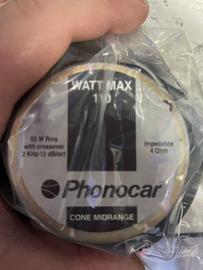 WATT MAX
110
55 W Rms
with crossover
2 KHz-12 dB/oct
Impedance
4 Ohm
Phonocar
CONE MIDRANGE